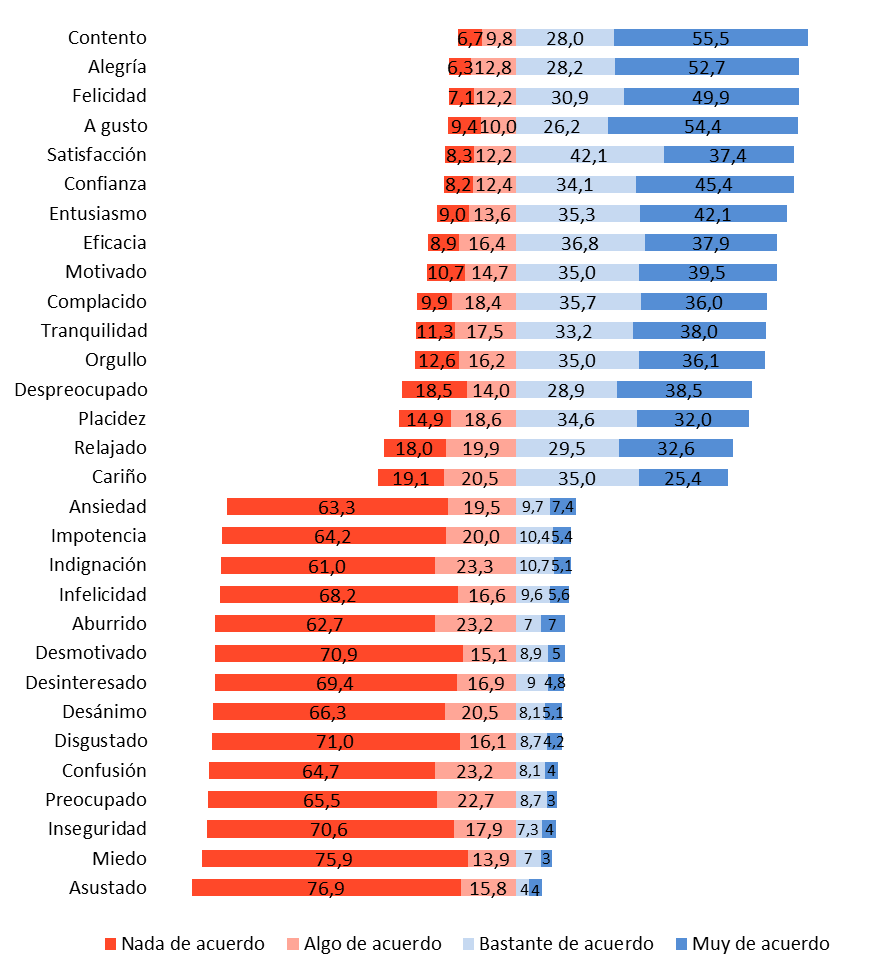 Contento 6,7 9,8 28,0 55,5
Alegría 6,3 12,8 28,2 52,7
Felicidad 7,1 12,2 30,9 49,9
A gusto 9,4 10,0 26,2 54,4
Satisfacción 8,3 12,2 42,1 37,4
Confianza 8,2 12,4 34,1 45,4
Entusiasmo 9,0 13,6 35,3 42,1
Eficacia 8,9 16,4 36,8 37,9
Motivado 10,7 14,7 35,0 39,5
Complacido 9,9 18,4 35,7 36,0
Tranquilidad 11,3 17,5 33,2 38,0
Orgullo 12,6 16,2 35,0 36,1
Despreocupado 18,5 14,0 28,9 38,5
Placidez 14,9 18,6 34,6 32,0
Relajado 18,0 19,9 29,5 32,6
Cariño 19,1 20,5 35,0 25,4
Ansiedad 63,3 19,5 9,7 7,4
Impotencia 64,2 20,0 10,4 5,4
Indignación 61,0 23,3 10,7 5,1
Infelicidad 68,2 16,6 9,6 5,6
Aburrido 62,7 23,2 7 7
Desmotivado 70,9 15,1 8,9 5
Desinteresado 69,4 16,9 9 4,8
Desánimo 66,3 20,5 8,1 5,1
Disgustado 71,0 16,1 8,7 4,2
Confusión 64,7 23,2 8,1 4
Preocupado 65,5 22,7 8,7 3
Inseguridad 70,6 17,9 7,3 4
Miedo 75,9 13,9 7 3
Asustado 76,9 15,8 4 4
Nada de acuerdo Algo de acuerdo Bastante de acuerdo Muy de acuerdo